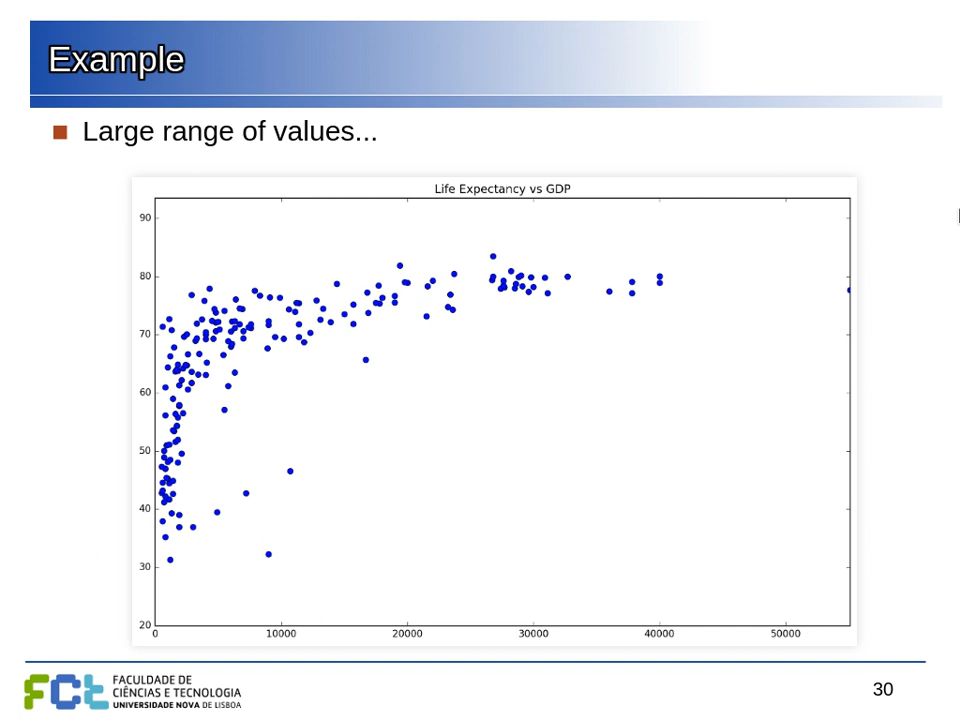 Example
Large range of values...
Life Expectancy vs GDP
90
80
70
60
50
40
30
20
0 10000 20000 30000 40000 50000
FCt FACULDADE DE
CIÊNCIAS E TECNOLOGIA
UNIVERSIDADE NOVA DE LISBOA
30